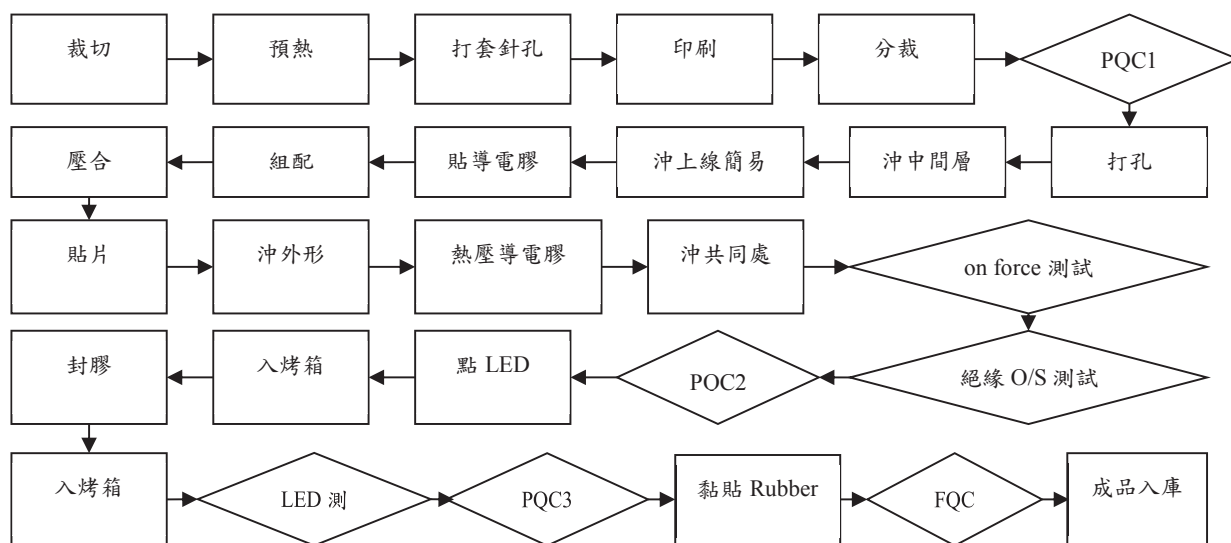 裁切
預熱
打套針孔
印刷
分裁
PQC1
打孔
沖中間層
沖上線簡易
貼導電膠
組配
壓合
貼片
沖外形
熱壓導電膠
沖共同處
on force 測試
絕緣 O/S 測試
PQC2
點 LED
入烤箱
封膠
入烤箱
LED 測
PQC3
黏貼 Rubber
FQC
成品入庫